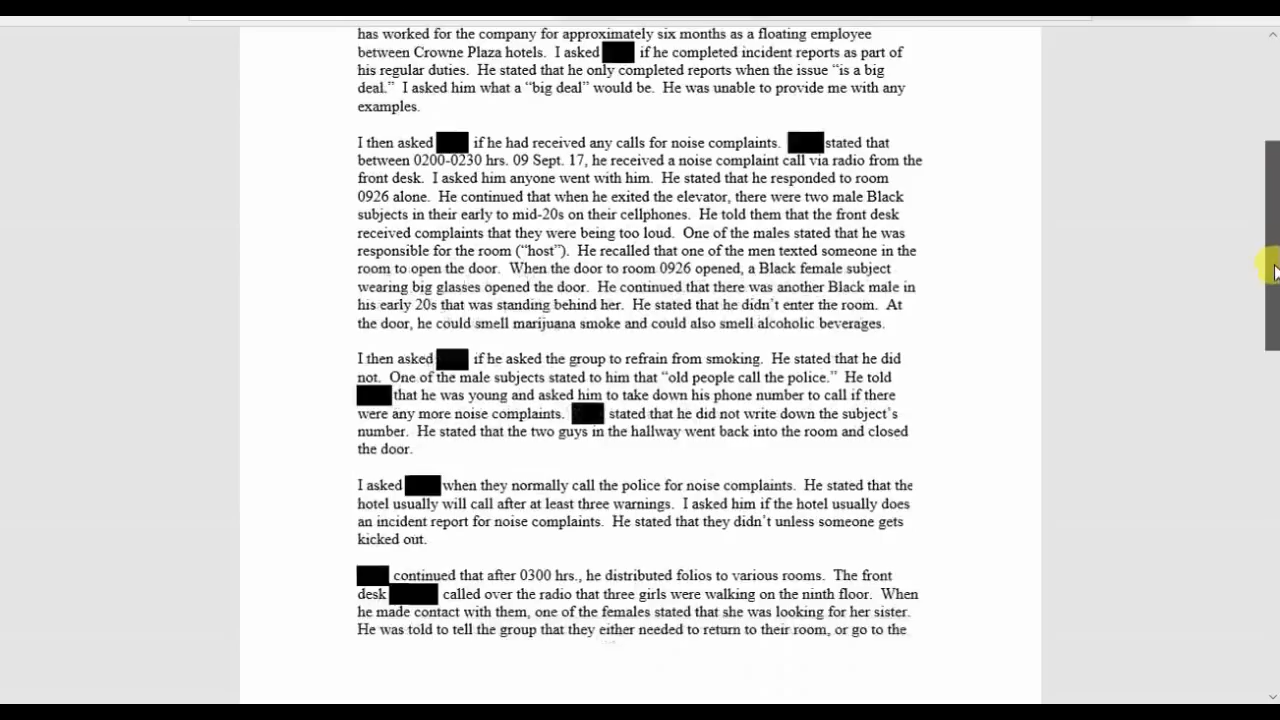 has worked for the company for approximately six months as a floating employee
between Crowne Plaza hotels. I asked if he completed incident reports as part of
his regular duties. He stated that he only completed reports when the issue “is a big
deal.” I asked him what a “big deal” would be. He was unable to provide me with any
examples.
I then asked if he had received any calls for noise complaints. stated that
between 0200-0230 hrs. 09 Sept. 17, he received a noise complaint call via radio from the
front desk. I asked him anyone went with him. He stated that he responded to room
0926 alone. He continued that when he exited the elevator, there were two male Black
subjects in their early to mid-20s on their cellphones. He told them that the front desk
received complaints that they were being too loud. One of the males stated that he was
responsible for the room (“host”). He recalled that one of the men texted someone in the
room to open the door. When the door to room 0926 opened, a Black female subject
wearing big glasses opened the door. He continued that there was another Black male in
his early 20s that was standing behind her. He stated that he didn’t enter the room. At
the door, he could smell marijuana smoke and could also smell alcoholic beverages.
I then asked if he asked the group to refrain from smoking. He stated that he did
not. One of the male subjects stated to him that “old people call the police.” He told
that he was young and asked him to take down his phone number to call if there
were any more noise complaints. stated that he did not write down the subject’s
number. He stated that the two guys in the hallway went back into the room and closed
the door.
I asked when they normally call the police for noise complaints. He stated that the
hotel usually will call after at least three warnings. I asked him if the hotel usually does
an incident report for noise complaints. He stated that they didn’t unless someone gets
kicked out.
continued that after 0300 hrs., he distributed folios to various rooms. The front
desk called over the radio that three girls were walking on the ninth floor. When
he made contact with them, one of the females stated that she was looking for her sister.
He was told to tell the group that they either needed to return to their room, or go to the